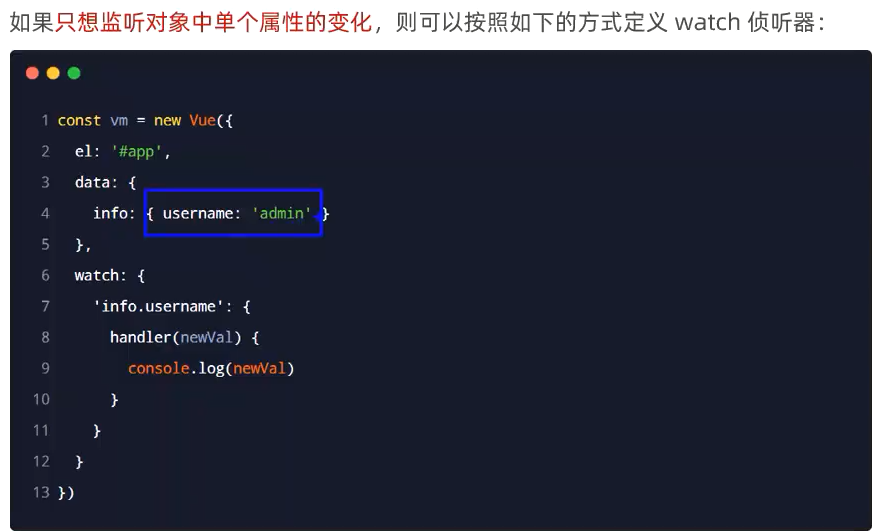 如果只想监听对象中单个属性的变化，则可以按照如下的方式定义 watch 侦听器：
1 const vm = new Vue({
2   el: '#app',
3   data: {
4     info: { username: 'admin' }
5   },
6   watch: {
7     'info.username': {
8       handler(newVal) {
9         console.log(newVal)
10       }
11     }
12   }
13 })